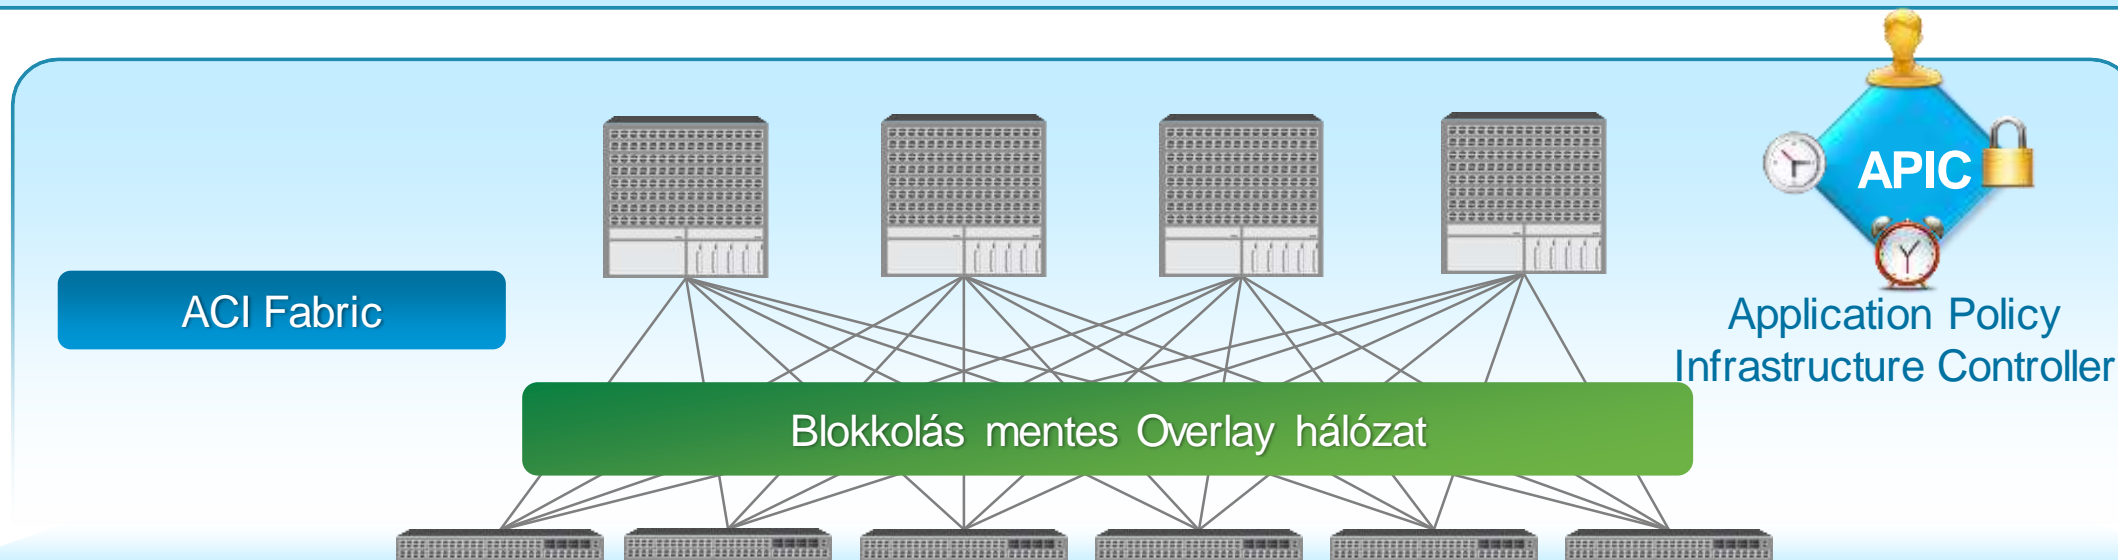 APIC
ACI Fabric
Application Policy
Infrastructure Controller
Blokkolás mentes Overlay hálózat